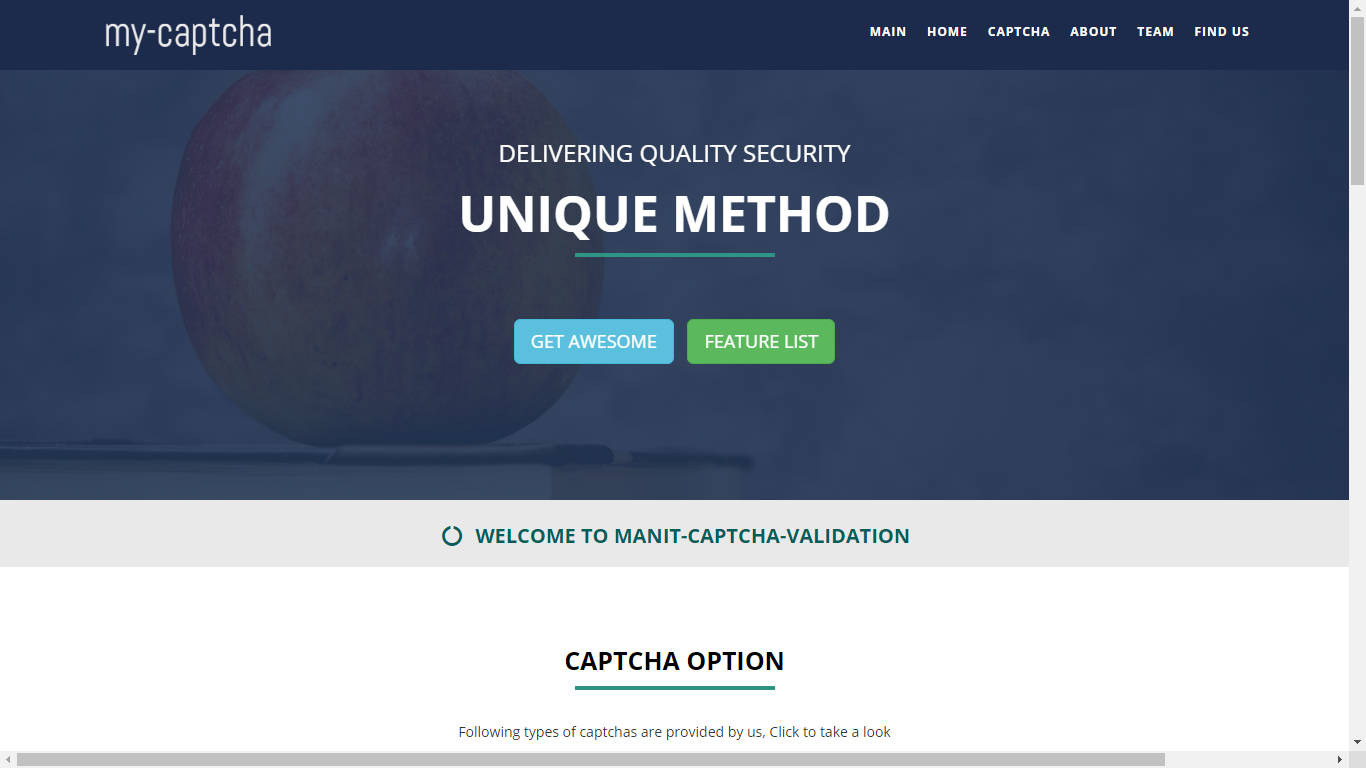 my-captcha
MAIN HOME CAPTCHA ABOUT TEAM FIND US
DELIVERING QUALITY SECURITY
UNIQUE METHOD
GET AWESOME FEATURE LIST
WELCOME TO MANIT-CAPTCHA-VALIDATION
CAPTCHA OPTION
Following types of captchas are provided by us, Click to take a look